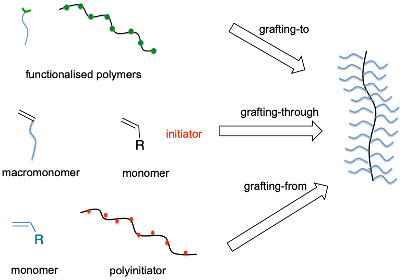 grafting-to
functionalised polymers
grafting-through
initiator
R
macromonomer
monomer
grafting-from
R
monomer
polyinitiator